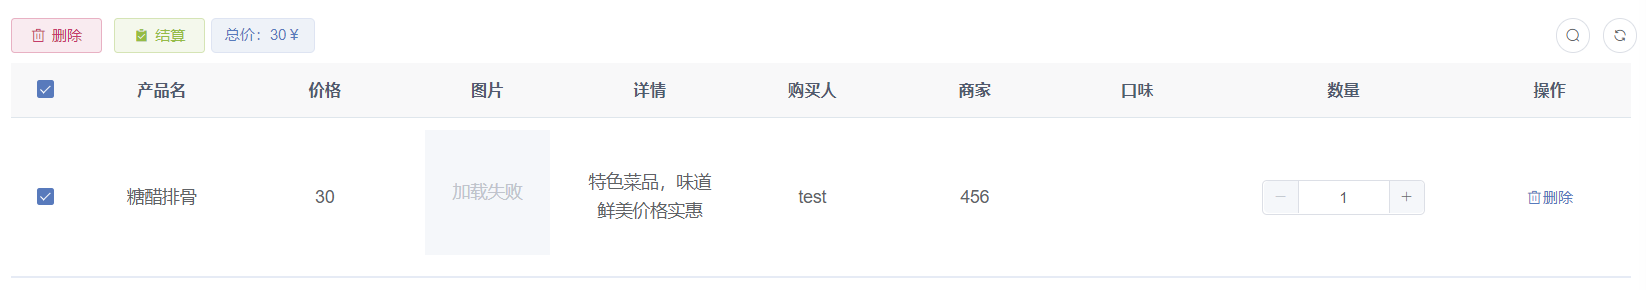 删除 结算 总价：30￥
产品名 价格 图片 详情 购买人 商家 口味 数量 操作
糖醋排骨 30 加载失败 特色菜品，味道 test 456 1 删除
鲜美价格实惠